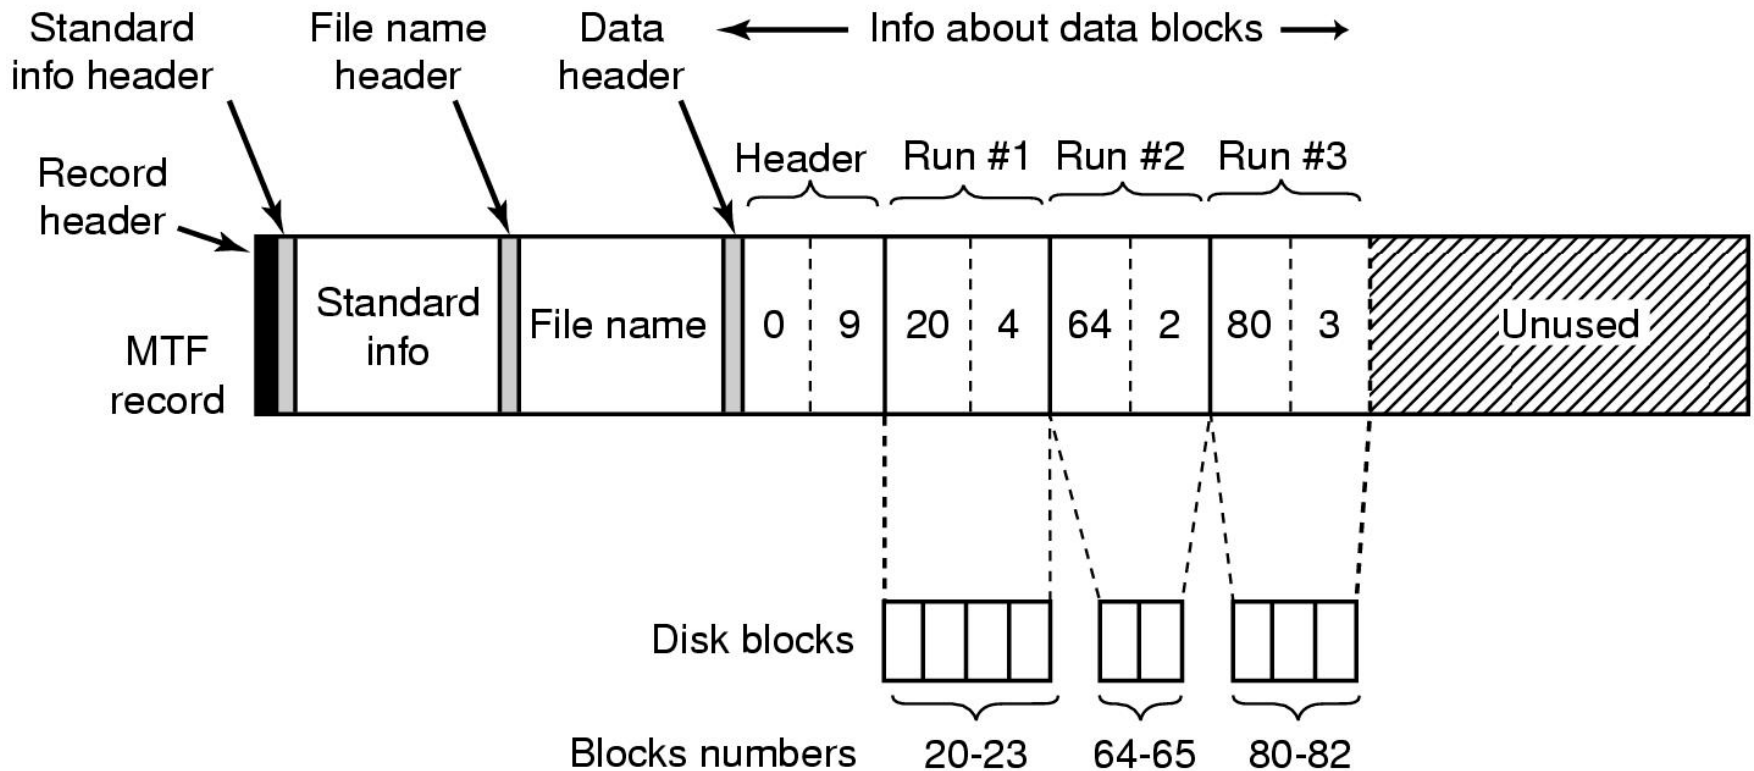 Standard
info header
File name
header
Data
header
Info about data blocks
Record
header
Header
Run #1
Run #2
Run #3
MTF
record
Standard
info
File name
0
9
20
4
64
2
80
3
Unused
Disk blocks
Blocks numbers
20-23
64-65
80-82